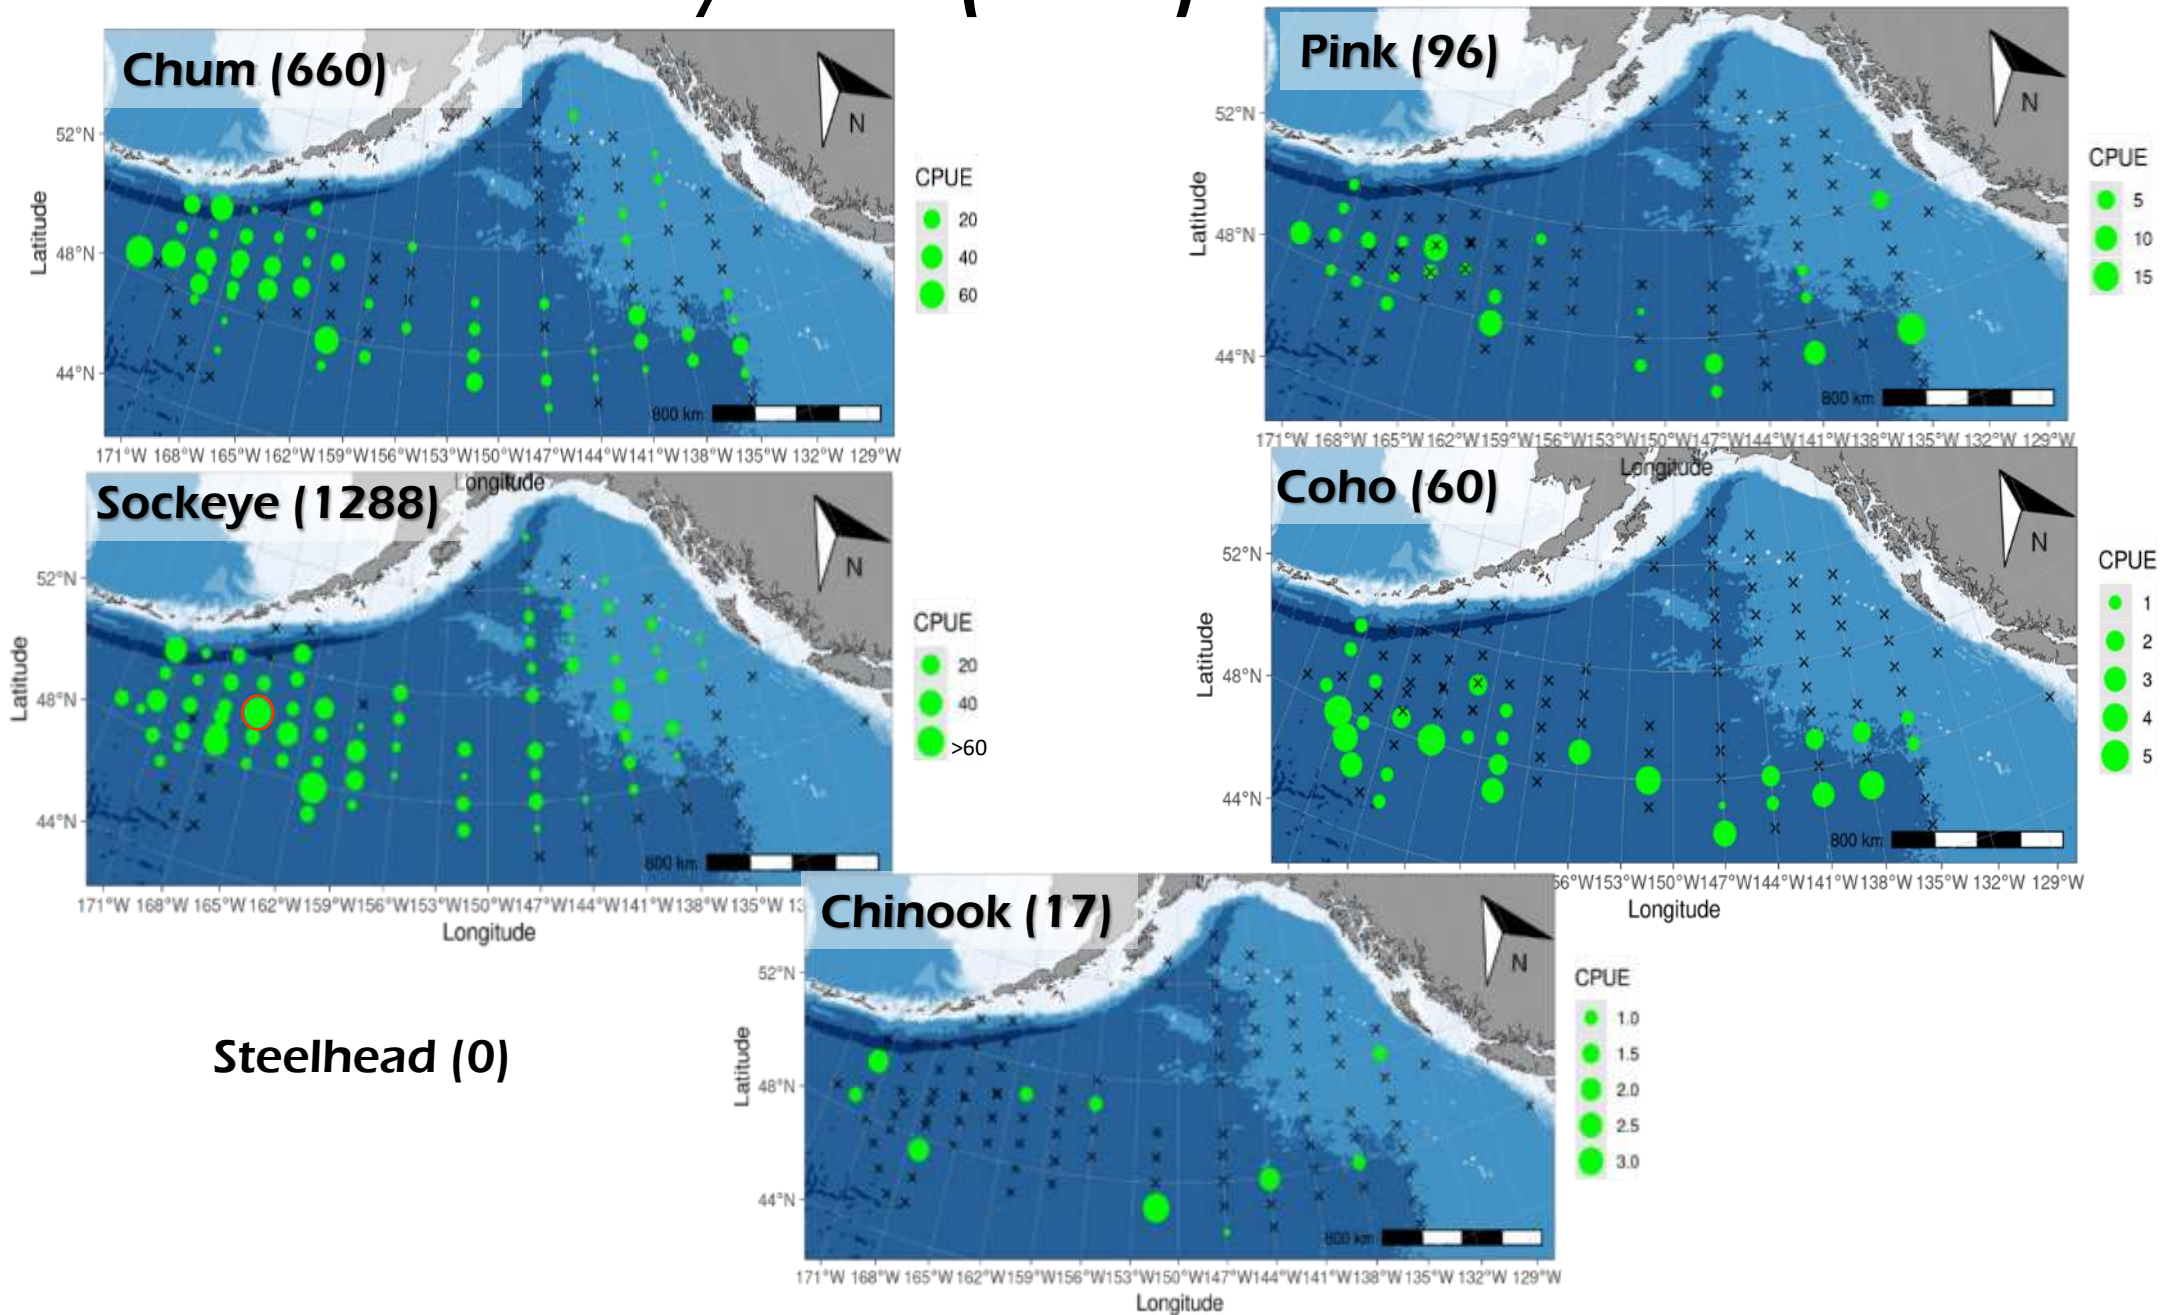 Chum (660)
N
52°N
48°N
44°N
Latitude
800 km
171°W 168°W 165°W 162°W 159°W 156°W 153°W 150°W 147°W 144°W 141°W 138°W 135°W 132°W 129°W
Longitude
CPUE
20
40
60
Pink (96)
N
52°N
48°N
44°N
Latitude
800 km
171°W 168°W 165°W 162°W 159°W 156°W 153°W 150°W 147°W 144°W 141°W 138°W 135°W 132°W 129°W
Longitude
CPUE
5
10
15
Sockeye (1288)
N
52°N
48°N
44°N
Latitude
800 km
171°W 168°W 165°W 162°W 159°W 156°W 153°W 150°W 147°W 144°W 141°W 138°W 135°W
Longitude
CPUE
20
40
>60
Coho (60)
N
52°N
48°N
44°N
Latitude
800 km
56°W 153°W 150°W 147°W 144°W 141°W 138°W 135°W 132°W 129°W
Longitude
CPUE
1
2
3
4
5
Steelhead (0)
Chinook (17)
N
52°N
48°N
44°N
Latitude
800 km
171°W 168°W 165°W 162°W 159°W 156°W 153°W 150°W 147°W 144°W 141°W 138°W 135°W 132°W 129°W
Longitude
CPUE
1.0
1.5
2.0
2.5
3.0